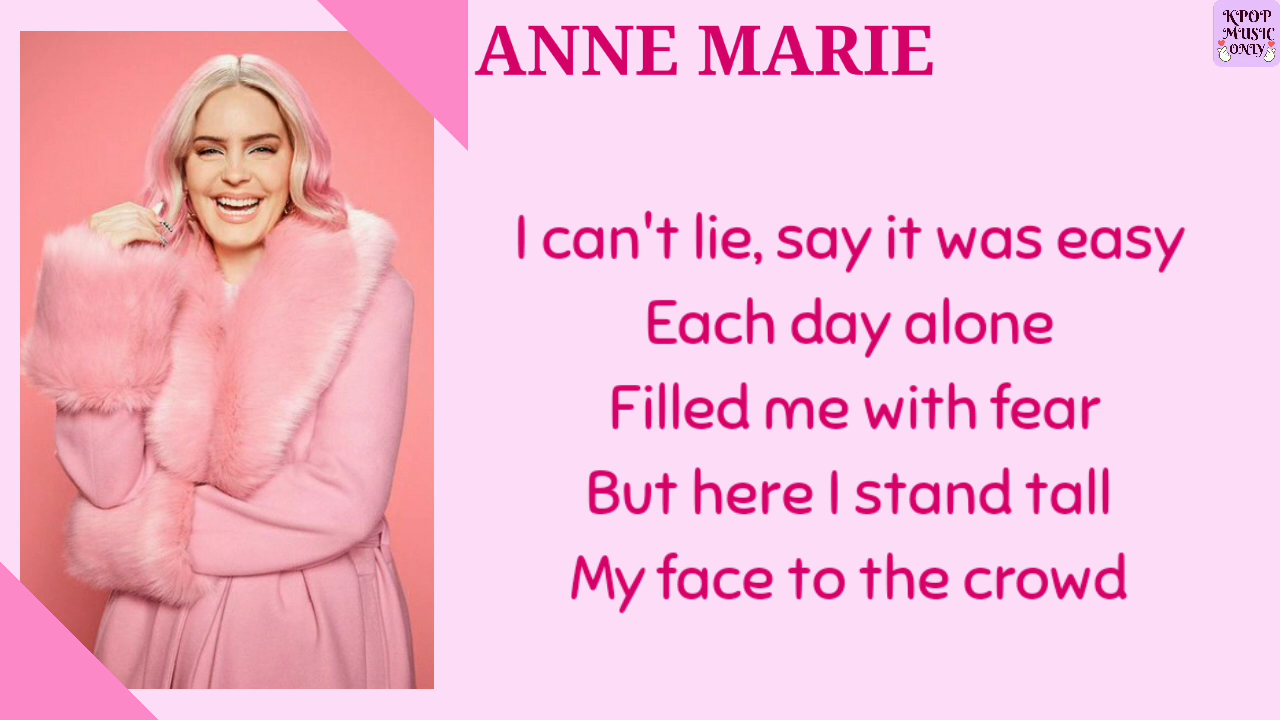 ANNE MARIE
KPOP
MUSIC
ONLY
I can't lie, say it was easy
Each day alone
Filled me with fear
But here I stand tall
My face to the crowd